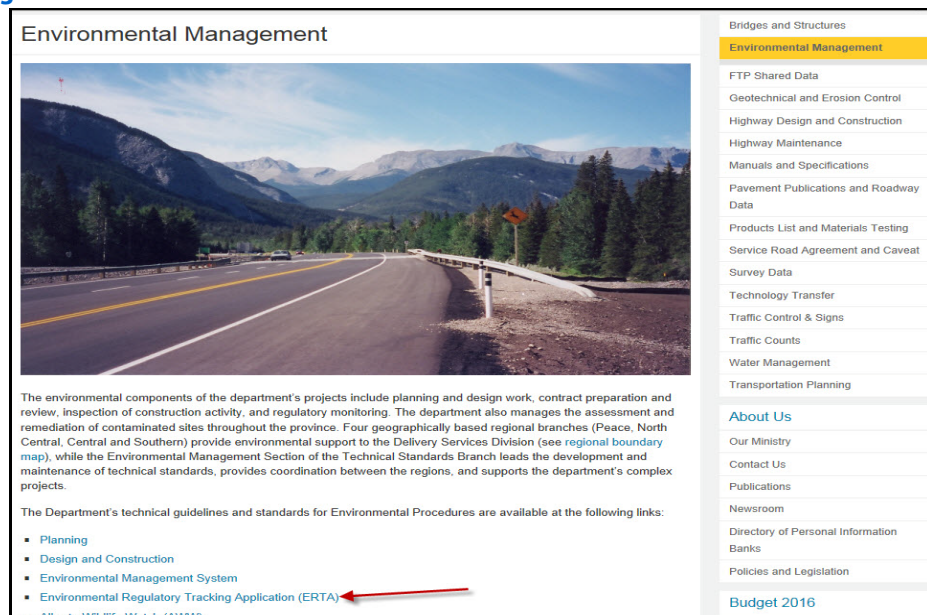 Environmental Management
The environmental components of the department's projects include planning and design work, contract preparation and
review, inspection of construction activity, and regulatory monitoring. The department also manages the assessment and
remediation of contaminated sites throughout the province. Four geographically based regional branches (Peace, North
Central, Central and Southern) provide environmental support to the Delivery Services Division (see regional boundary
map), while the Environmental Management Section of the Technical Standards Branch leads the development and
maintenance of technical standards, provides coordination between the regions, and supports the department's complex
projects.
The Department's technical guidelines and standards for Environmental Procedures are available at the following links:
Planning
Design and Construction
Environmental Management System
Environmental Regulatory Tracking Application (ERTA)
Bridges and Structures
Environmental Management
FTP Shared Data
Geotechnical and Erosion Control
Highway Design and Construction
Highway Maintenance
Manuals and Specifications
Pavement Publications and Roadway
Data
Products List and Materials Testing
Service Road Agreement and Caveat
Survey Data
Technology Transfer
Traffic Control & Signs
Traffic Counts
Water Management
Transportation Planning
About Us
Our Ministry
Contact Us
Publications
Newsroom
Directory of Personal Information
Banks
Policies and Legislation
Budget 2016